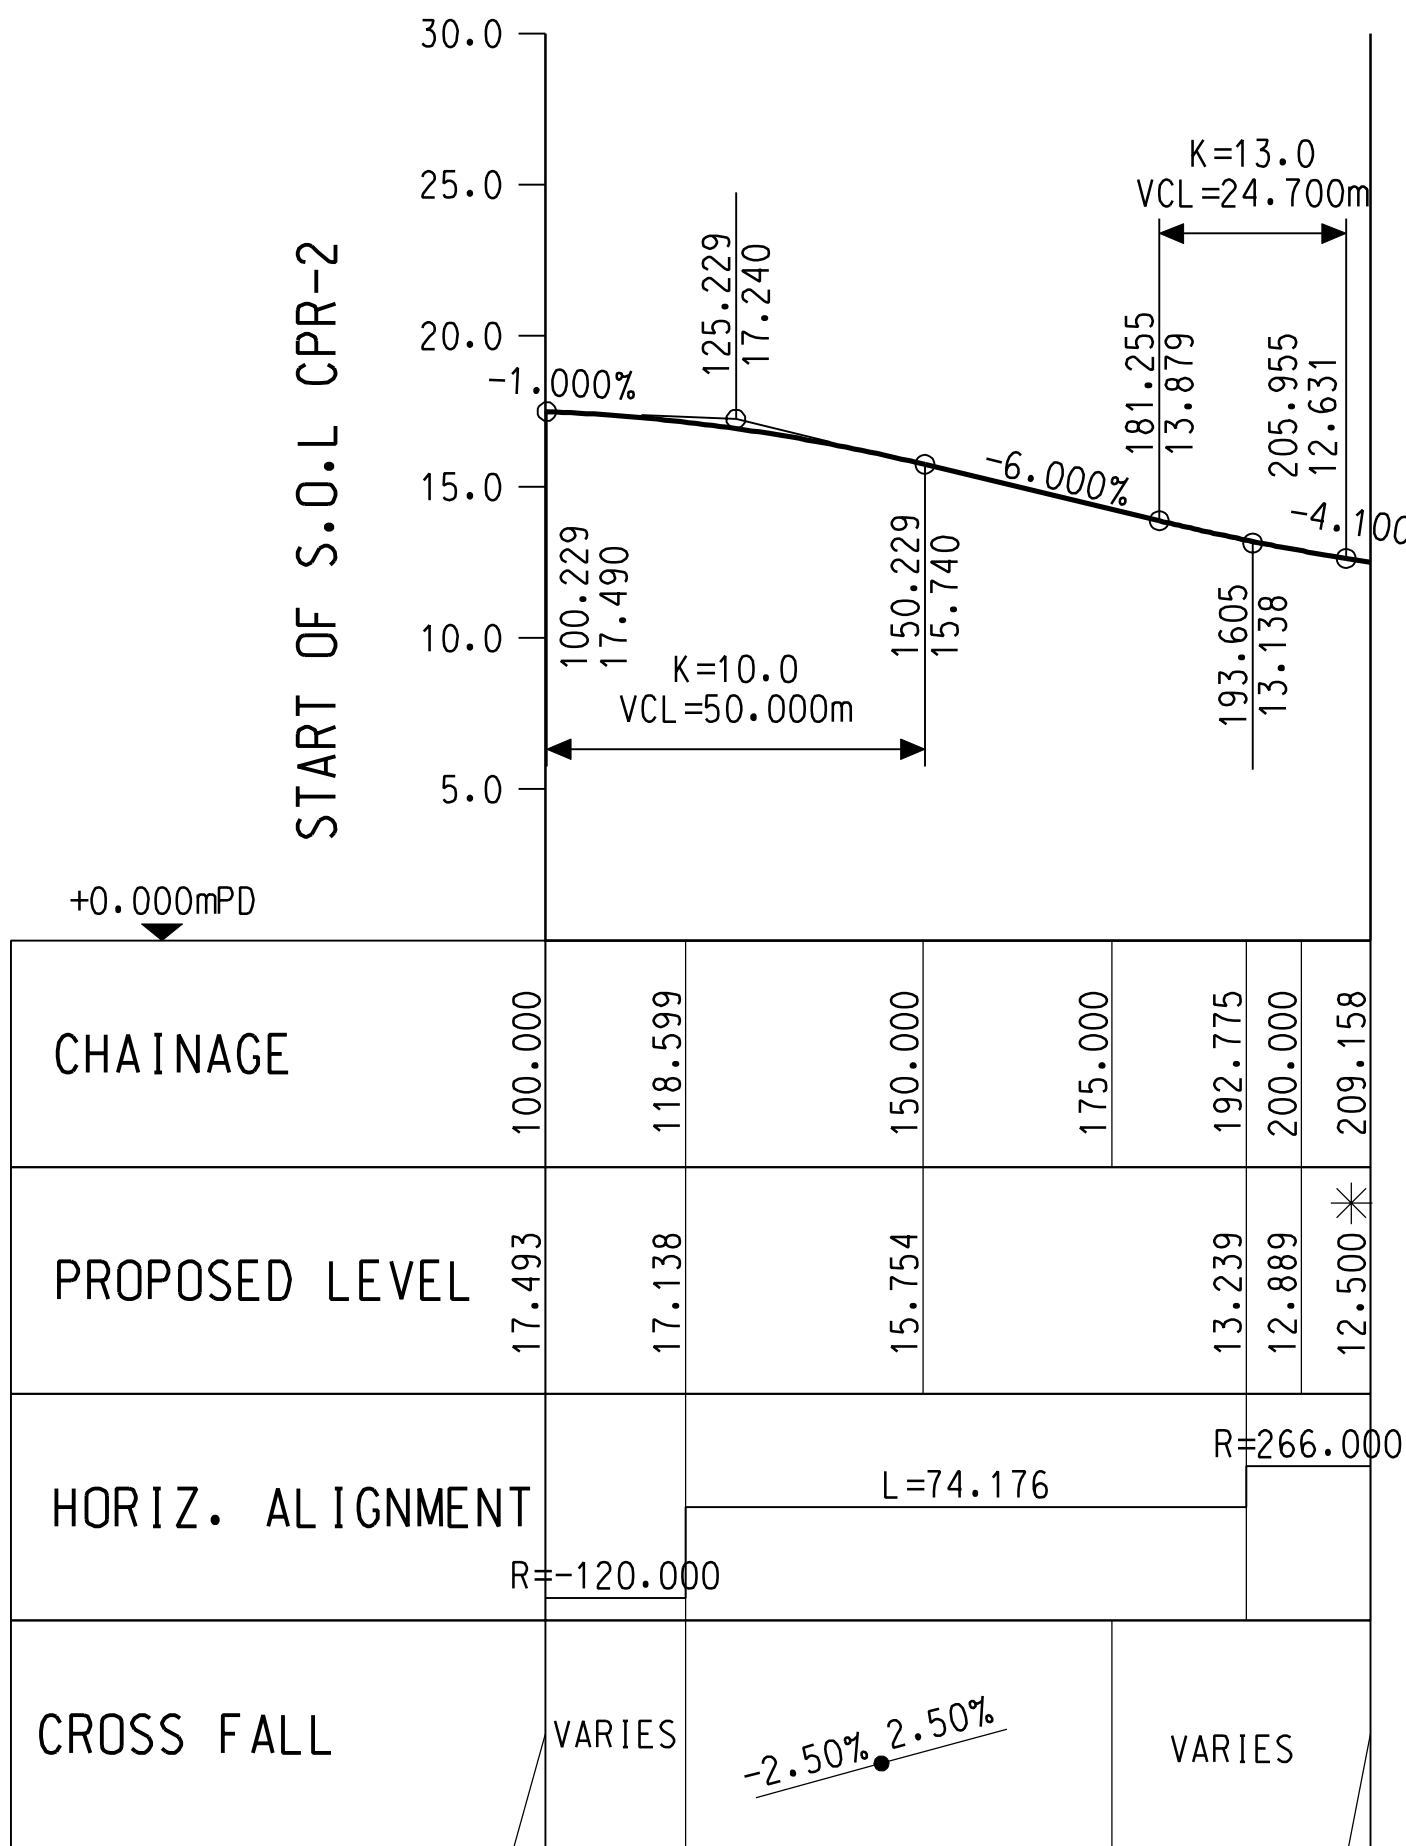 30.0
25.0
20.0
15.0
10.0
5.0
START OF S.O.L CPR-2
+0.000mPD
-1.000%
125.229
17.240
K=13.0
VCL=24.700m
181.255
13.879
205.955
12.631
-6.000%
-4.100
100.229
17.490
150.229
15.740
193.605
13.138
K=10.0
VCL=50.000m
CHAINAGE
100.000
118.599
150.000
175.000
192.775
200.000
209.158
PROPOSED LEVEL
17.493
17.138
15.754
13.239
12.889
12.500*
HORIZ. ALIGNMENT
R=-120.000
L=74.176
R=266.000
CROSS FALL
VARIES
-2.50% 2.50%
VARIES